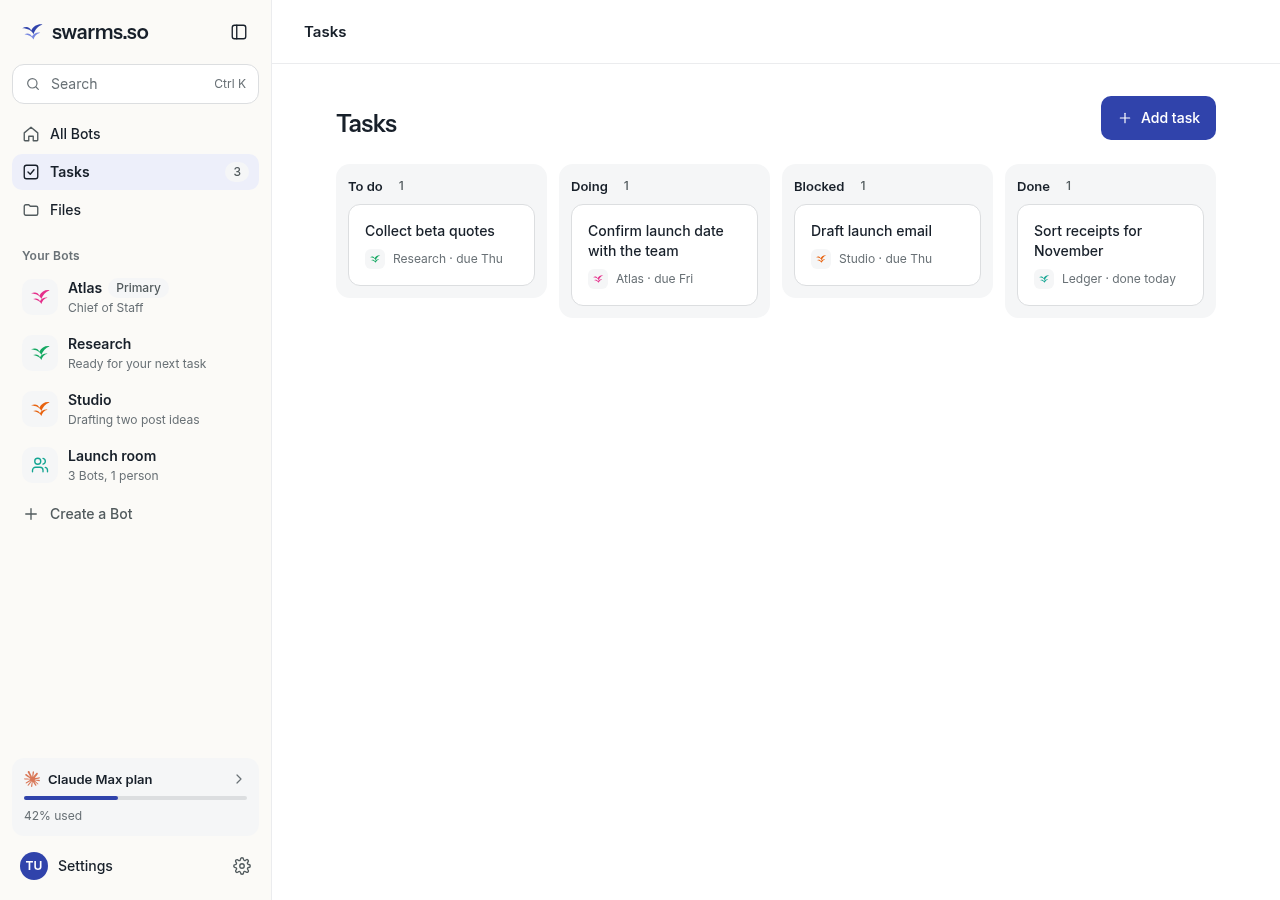 swarms.so
Search Ctrl K
All Bots
Tasks 3
Files
Your Bots
Atlas Primary
Chief of Staff
Research
Ready for your next task
Studio
Drafting two post ideas
Launch room
3 Bots, 1 person
Create a Bot
Claude Max plan
42% used
TU Settings
Tasks
Tasks
Add task
To do 1
Collect beta quotes
Research · due Thu
Doing 1
Confirm launch date
with the team
Atlas · due Fri
Blocked 1
Draft launch email
Studio · due Thu
Done 1
Sort receipts for
November
Ledger · done today